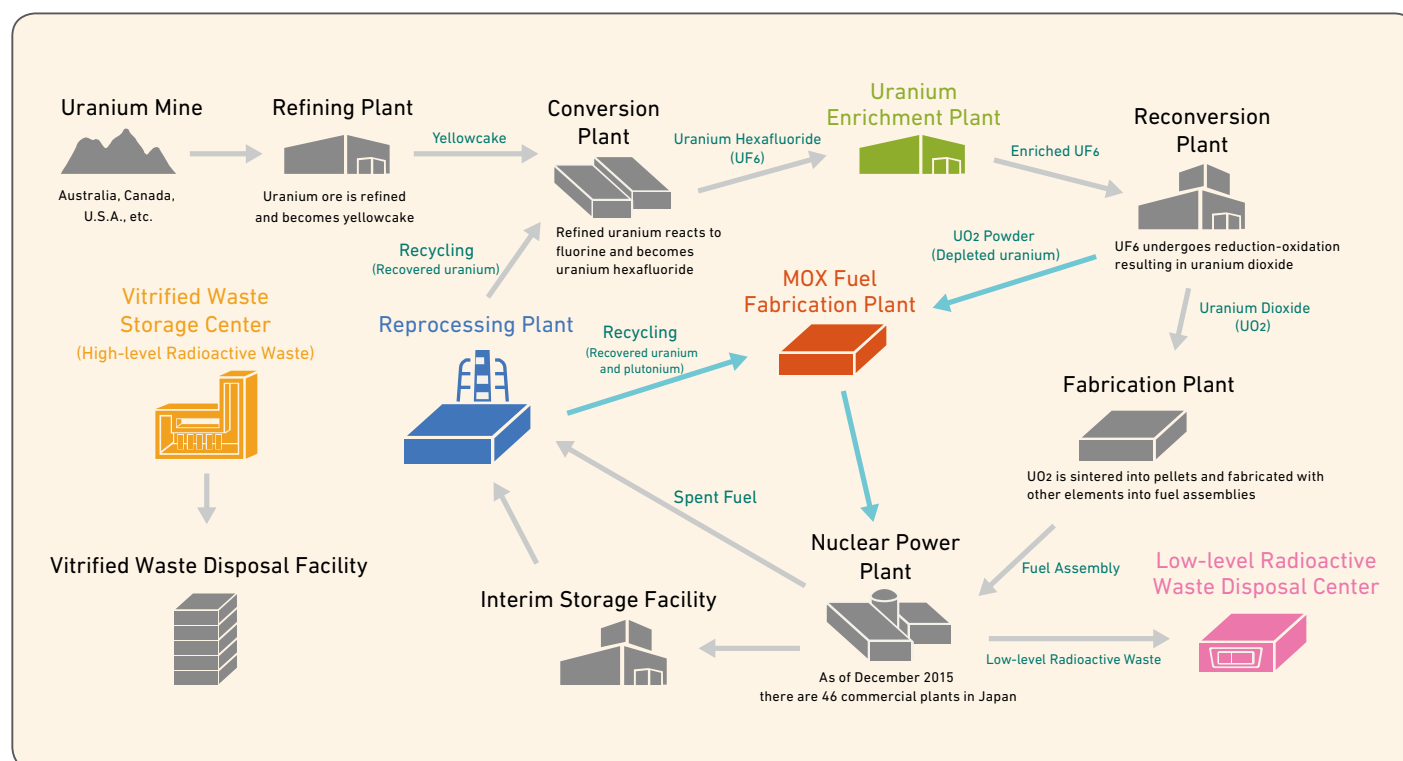 Uranium Mine
Australia, Canada,
U.S.A., etc.
Refining Plant
Uranium ore is refined
and becomes yellowcake
Yellowcake
Conversion
Plant
Refined uranium reacts to
fluorine and becomes
uranium hexafluoride
Uranium Hexafluoride
(UF₆)
Uranium
Enrichment Plant
Enriched UF₆
Reconversion
Plant
UF₆ undergoes reduction-oxidation
resulting in uranium dioxide
UO₂ Powder
(Depleted uranium)
Uranium Dioxide
(UO₂)
Recycling
(Recovered uranium)
MOX Fuel
Fabrication Plant
Vitrified Waste
Storage Center
(High-level Radioactive Waste)
Reprocessing Plant
Recycling
(Recovered uranium
and plutonium)
Fabrication Plant
UO₂ is sintered into pellets and fabricated with
other elements into fuel assemblies
Spent Fuel
Vitrified Waste Disposal Facility
Interim Storage Facility
Nuclear Power
Plant
As of December 2015
there are 46 commercial plants in Japan
Fuel Assembly
Low-level Radioactive
Waste Disposal Center
Low-level Radioactive Waste